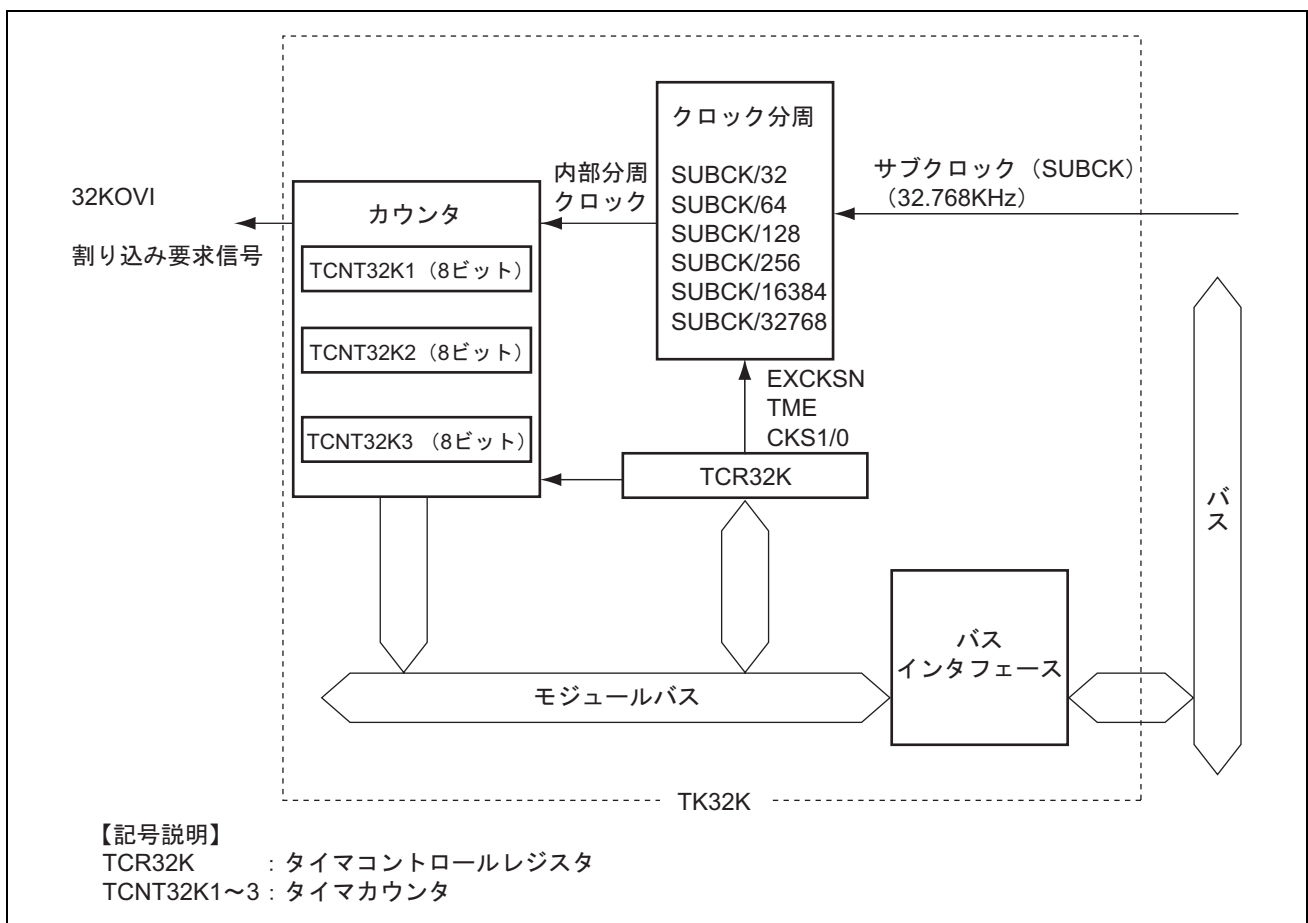 32KOVI
割り込み要求信号
カウンタ
TCNT32K1(8ビット)
TCNT32K2(8ビット)
TCNT32K3 (8ビット)
内部分周
クロック
クロック分周
SUBCK/32
SUBCK/64
SUBCK/128
SUBCK/256
SUBCK/16384
SUBCK/32768
サブクロック(SUBCK)
(32.768KHz)
EXCKSN
TME
CKS1/0
TCR32K
バス
バス
インタフェース
モジュールバス
TK32K
【記号説明】
TCR32K :タイマコントロールレジスタ
TCNT32K1~3:タイマカウンタ